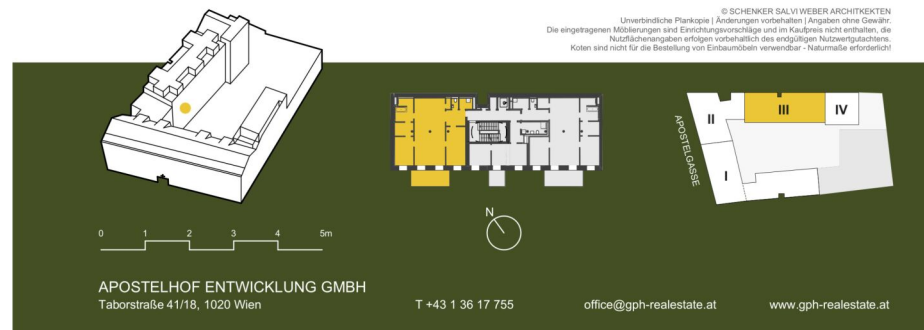 © SCHENKER SALVI WEBER ARCHITKEKTEN
Unverbindliche Plankopie | Änderungen vorbehalten | Angaben ohne Gewähr.
Die eingetragenen Möblierungen sind Einrichtungsvorschläge und im Kaufpreis nicht enthalten, die
Nutzflächenangaben erfolgen vorbehaltlich des endgültigen Nutzwertgutachtens.
Koten sind nicht für die Bestellung von Einbaumöbeln verwendbar - Naturmaße erforderlich!
II
III
IV
APOSTELGASSE
I
N
0 1 2 3 4 5m
APOSTELHOF ENTWICKLUNG GMBH
Taborstraße 41/18, 1020 Wien
T +43 1 36 17 755
office@gph-realestate.at
www.gph-realestate.at